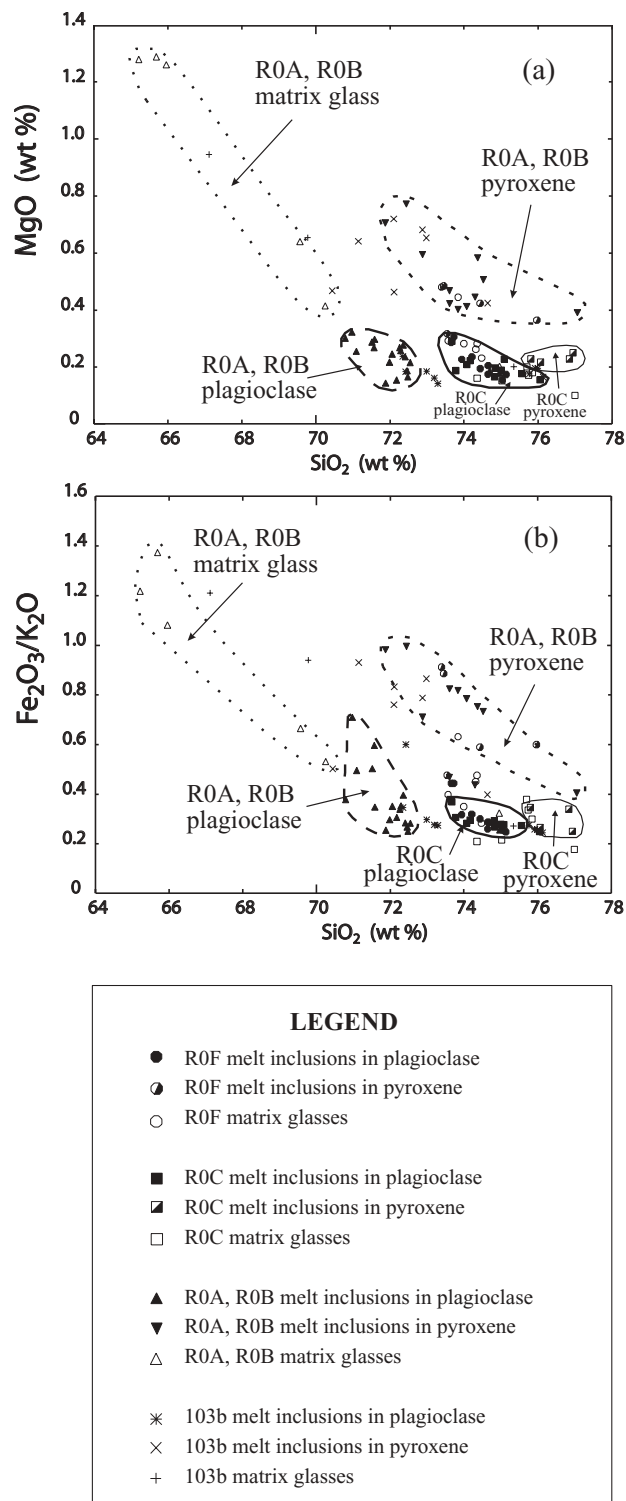 (a)
MgO (wt %)
1.4
1.2
1.0
0.8
0.6
0.4
0.2
0
R0A, R0B
matrix glass
R0A, R0B
pyroxene
R0A, R0B
plagioclase
R0C
plagioclase
R0C
pyroxene
64 66 68 70 72 74 76 78
SiO2 (wt %)
(b)
Fe2O3/K2O
1.6
1.4
1.2
1.0
0.8
0.6
0.4
0.2
0
R0A, R0B
matrix glass
R0A, R0B
pyroxene
R0A, R0B
plagioclase
R0C
plagioclase
R0C
pyroxene
64 66 68 70 72 74 76 78
SiO2 (wt %)
LEGEND
R0F melt inclusions in plagioclase
R0F melt inclusions in pyroxene
R0F matrix glasses
R0C melt inclusions in plagioclase
R0C melt inclusions in pyroxene
R0C matrix glasses
R0A, R0B melt inclusions in plagioclase
R0A, R0B melt inclusions in pyroxene
R0A, R0B matrix glasses
103b melt inclusions in plagioclase
103b melt inclusions in pyroxene
103b matrix glasses